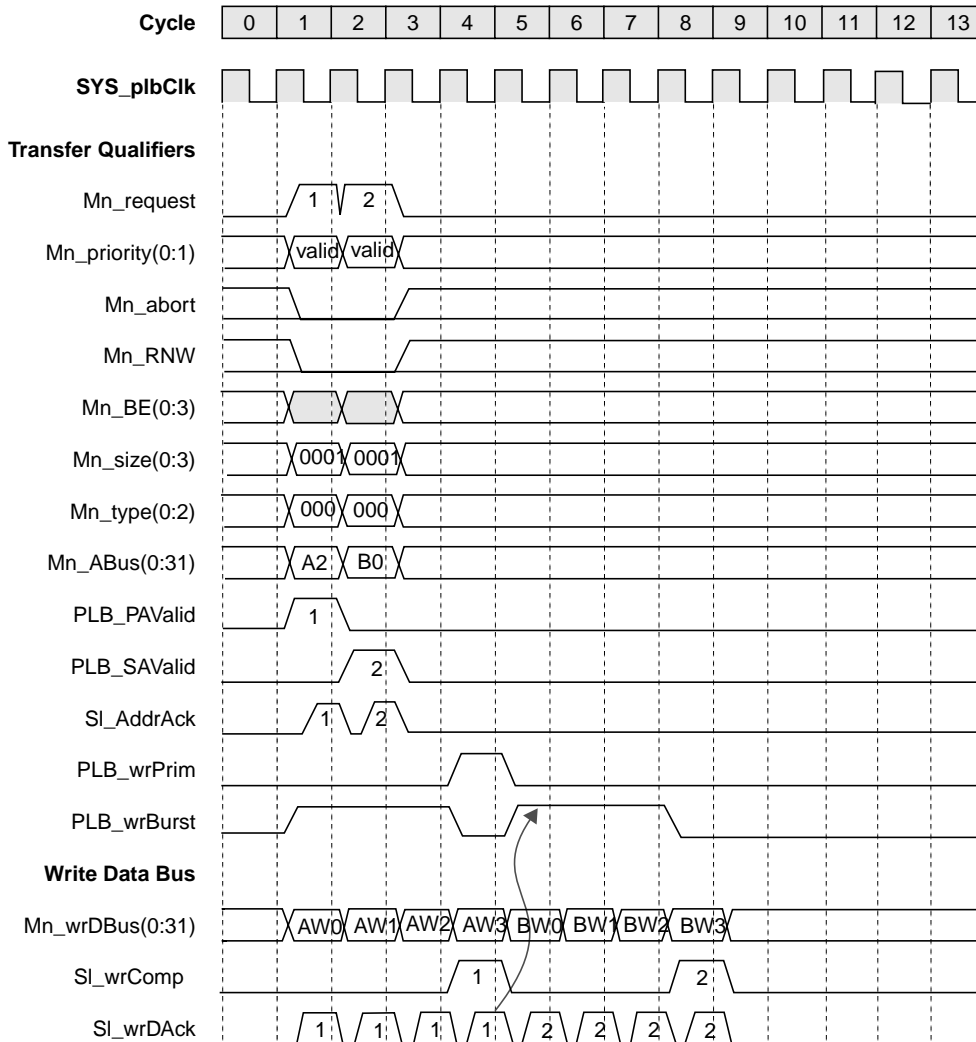 Cycle 0 1 2 3 4 5 6 7 8 9 10 11 12 13
SYS_plbClk
Transfer Qualifiers
Mn_request 1 2
Mn_priority(0:1) valid valid
Mn_abort
Mn_RNW
Mn_BE(0:3)
Mn_size(0:3) 0001 0001
Mn_type(0:2) 000 000
Mn_ABus(0:31) A2 B0
PLB_PAValid 1
PLB_SAValid 2
Sl_AddrAck 1 2
PLB_wrPrim
PLB_wrBurst
Write Data Bus
Mn_wrDBus(0:31) AW0 AW1 AW2 AW3 BW0 BW1 BW2 BW3
Sl_wrComp 1 2
Sl_wrDAck 1 1 1 1 2 2 2 2